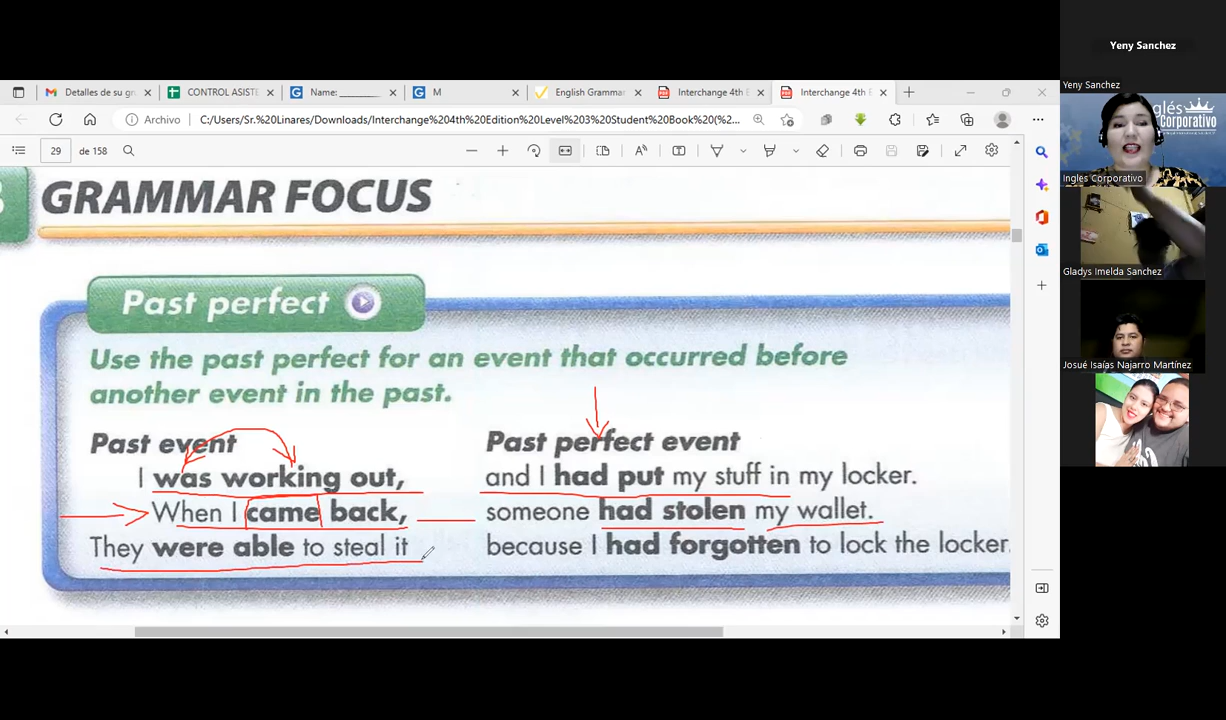 Yeny Sanchez
Yeny Sanchez
Detalles de su gr
CONTROL ASISTE
Name: ________
M
English Grammar
Interchange 4th E
Interchange 4th E
Archivo
C:/Users/Sr.%20Linares/Downloads/Interchange%204th%20Edition%20Level%203%20Student%20Book%20(%2...
29
de 158
glés
Corporativo
Inglés Corporativo
GRAMMAR FOCUS
Past perfect
Use the past perfect for an event that occurred before
another event in the past.
Past event
Past perfect event
I was working out,
and I had put my stuff in my locker.
When I came back,
someone had stolen my wallet.
They were able to steal it
because I had forgotten to lock the locker.
Gladys Imelda Sanchez
Josué Isaías Najarro Martínez